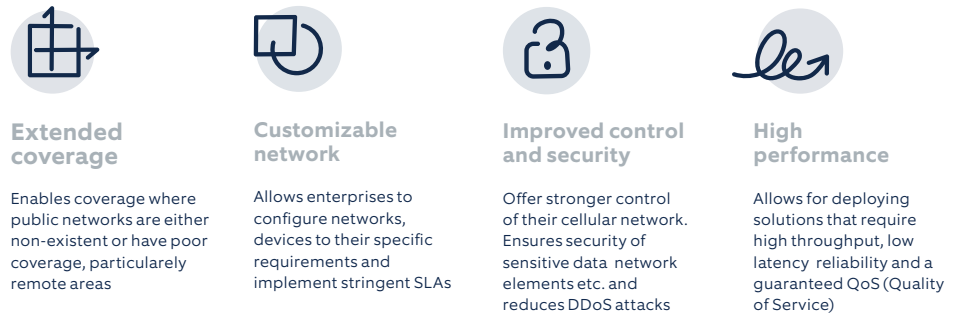 Extended
coverage
Enables coverage where
public networks are either
non-existent or have poor
coverage, particularely
remote areas
Customizable
network
Allows enterprises to
configure networks,
devices to their specific
requirements and
implement stringent SLAs
Improved control
and security
Offer stronger control
of their cellular network.
Ensures security of
sensitive data network
elements etc. and
reduces DDoS attacks
High
performance
Allows for deploying
solutions that require
high throughput, low
latency reliability and a
guaranteed QoS (Quality
of Service)